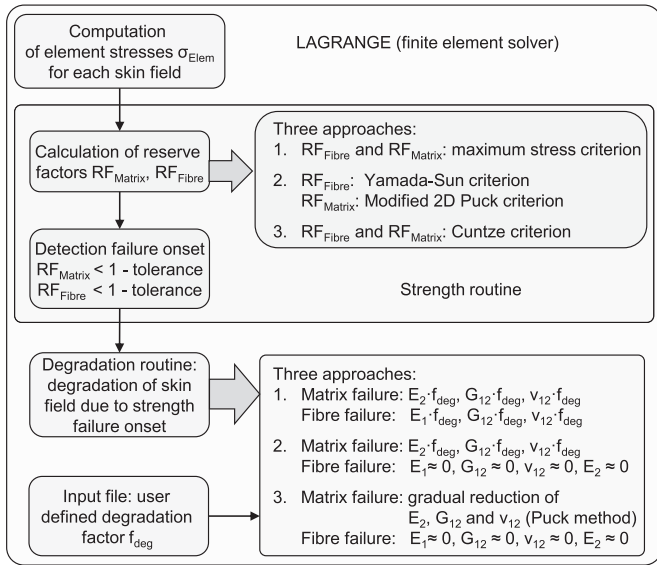 Computation
of element stresses σElem
for each skin field
LAGRANGE (finite element solver)
Calculation of reserve
factors RFMatrix, RFFibre
Three approaches:
1. RFFibre and RFMatrix: maximum stress criterion
2. RFFibre: Yamada-Sun criterion
RFMatrix: Modified 2D Puck criterion
3. RFFibre and RFMatrix: Cuntze criterion
Detection failure onset
RFMatrix < 1 - tolerance
RFFibre < 1 - tolerance
Strength routine
Degradation routine:
degradation of skin
field due to strength
failure onset
Three approaches:
1. Matrix failure: E2·fdeg, G12·fdeg, ν12·fdeg
Fibre failure: E1·fdeg, G12·fdeg, ν12·fdeg
2. Matrix failure: E2·fdeg, G12·fdeg, ν12·fdeg
Fibre failure: E1≈ 0, G12 ≈ 0, ν12 ≈ 0, E2 ≈ 0
3. Matrix failure: gradual reduction of
E2, G12 and ν12 (Puck method)
Fibre failure: E1≈ 0, G12 ≈ 0, ν12 ≈ 0, E2 ≈ 0
Input file: user
defined degradation
factor fdeg